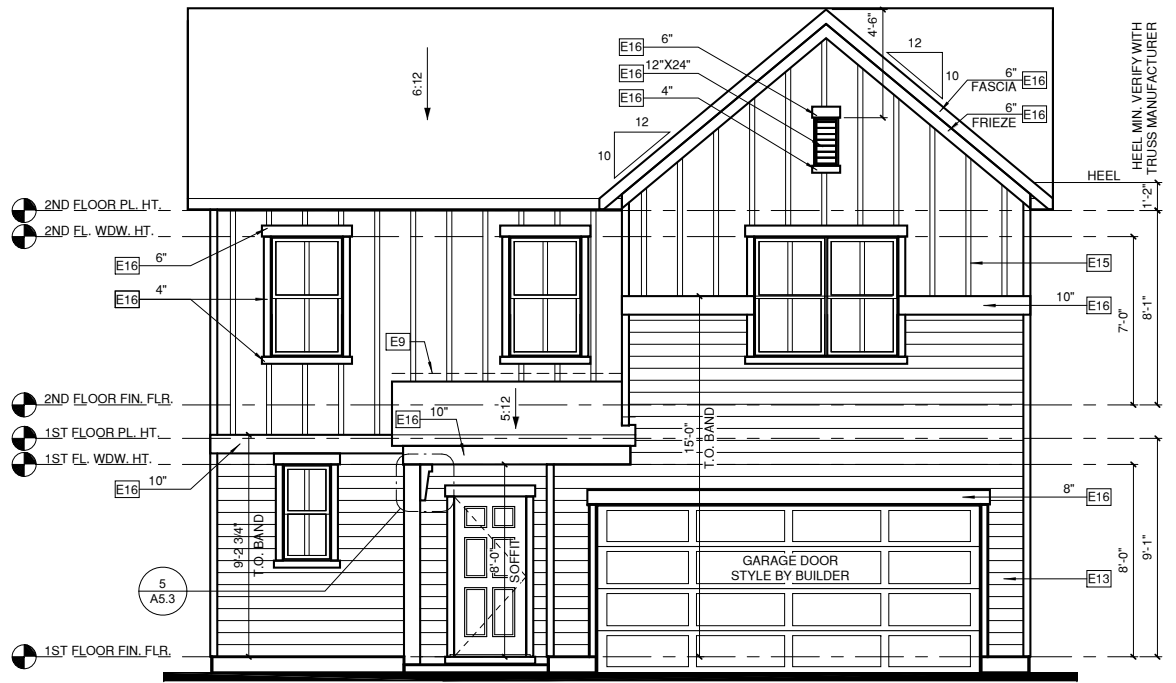 4'-6"
HEEL MIN. VERIFY WITH
TRUSS MANUFACTURER
6:12
E16 6"
E16 12"X24"
E16 4"
12
10
6" E16
FASCIA
6" E16
FRIEZE
12
10
HEEL
1'-2"
2ND FLOOR PL. HT.
2ND FL. WDW. HT.
E16 6"
E15
E16 4"
10" E16
7'-0"
8'-1"
E9
2ND FLOOR FIN. FLR.
5:12
E16 10"
1ST FLOOR PL. HT.
15'-0"
T.O. BAND
1ST FL. WDW. HT.
E16 10"
8" E16
9'-2 3/4"
T.O. BAND
8'-0"
SOFFIT
GARAGE DOOR
STYLE BY BUILDER
8'-0"
9'-1"
5
A5.3
E13
1ST FLOOR FIN. FLR.